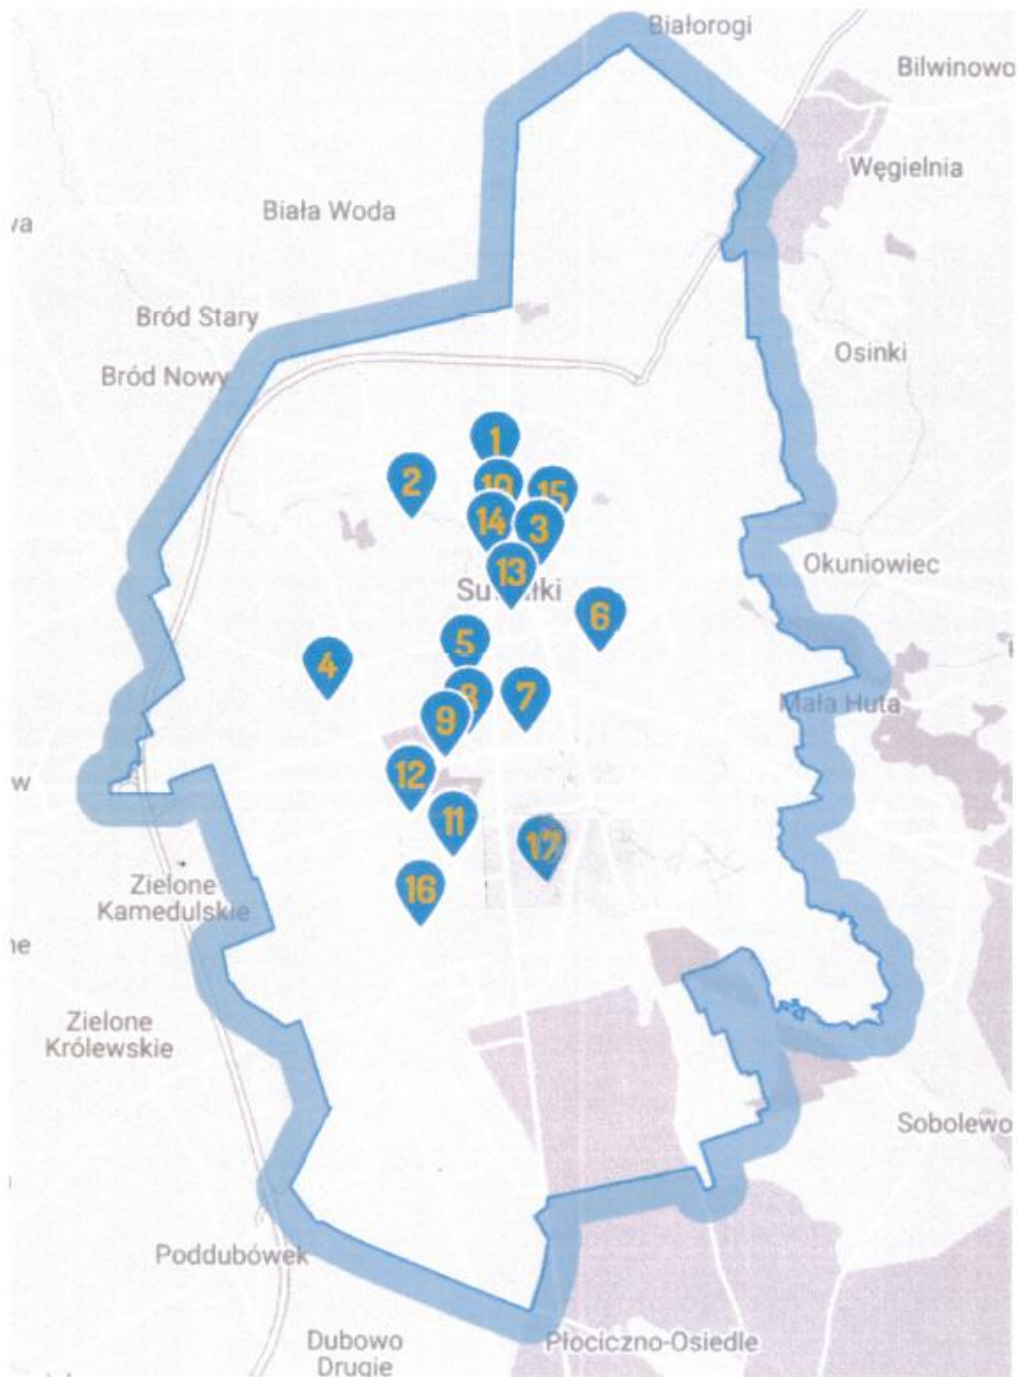 Białorogi
Bilwinowo
Węgielnia
Biała Woda
Bród Stary
Osinki
Bród Nowy
1
2
10
15
14
3
Okuniowiec
13
6
5
4
8
7
Mała Huta
9
12
w
11
17
Zielone
Kamedulskie
16
ne
Zielone
Królewskie
Sobolewo
Poddubówek
Dubowo
Drugie
Płociczno-Osiedle